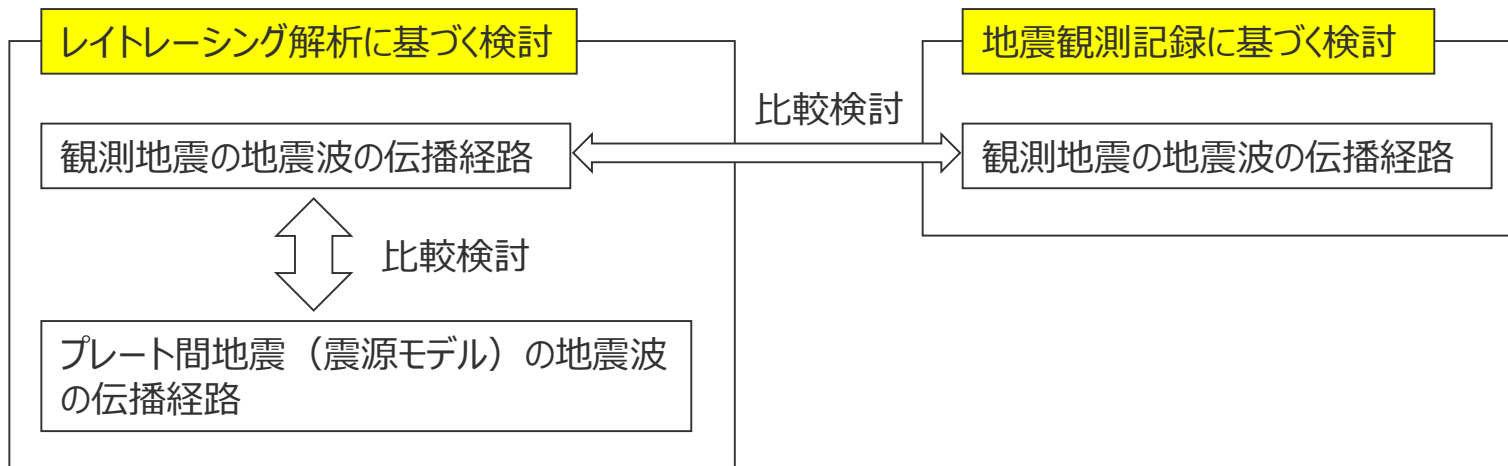 レイトレーシング解析に基づく検討
地震観測記録に基づく検討
比較検討
観測地震の地震波の伝播経路
観測地震の地震波の伝播経路
比較検討
プレート間地震（震源モデル）の地震波
の伝播経路